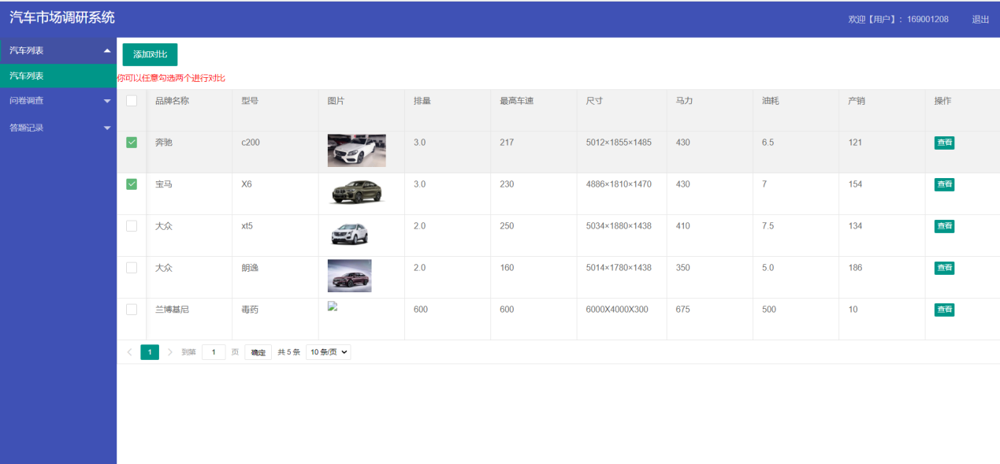 汽车市场调研系统
欢迎【用户】: 169001208 退出
汽车列表
汽车列表
问卷调查
答题记录
添加对比
你可以任意勾选两个进行对比
品牌名称 型号 图片 排量 最高车速 尺寸 马力 油耗 产销 操作
奔驰 c200 3.0 217 5012×1855×1485 430 6.5 121 查看
宝马 X6 3.0 230 4886×1810×1470 430 7 154 查看
大众 xt5 2.0 250 5034×1880×1438 410 7.5 134 查看
大众 朗逸 2.0 160 5014×1780×1438 350 5.0 186 查看
兰博基尼 毒药 600 600 6000X4000X300 675 500 10 查看
1 到第 1 页 确定 共 5 条 10 条/页